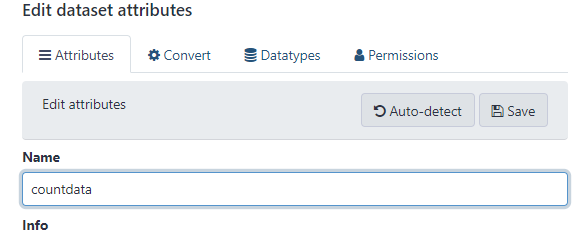 Edit dataset attributes
Attributes Convert Datatypes Permissions
Edit attributes Auto-detect Save
Name
countdata
Info